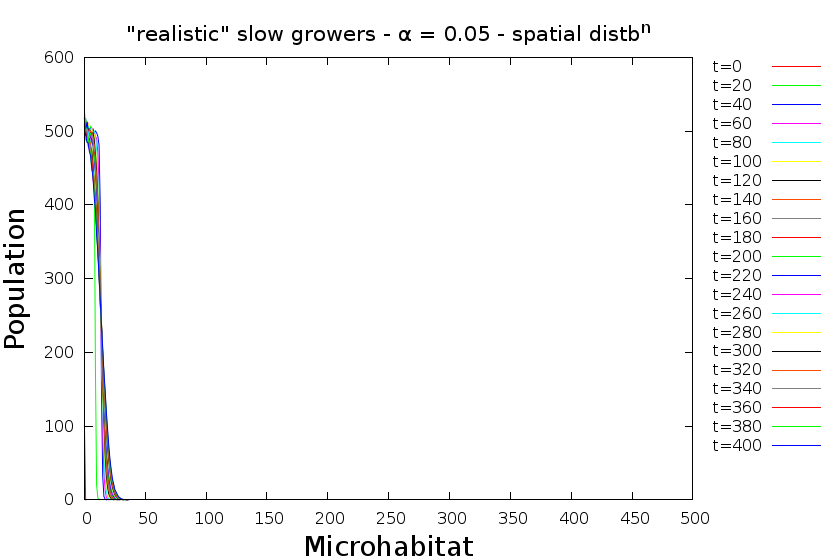 "realistic" slow growers - α = 0.05 - spatial distbⁿ
600
500
400
300
200
100
0
Population
0 50 100 150 200 250 300 350 400 450 500
Microhabitat
t=0
t=20
t=40
t=60
t=80
t=100
t=120
t=140
t=160
t=180
t=200
t=220
t=240
t=260
t=280
t=300
t=320
t=340
t=360
t=380
t=400